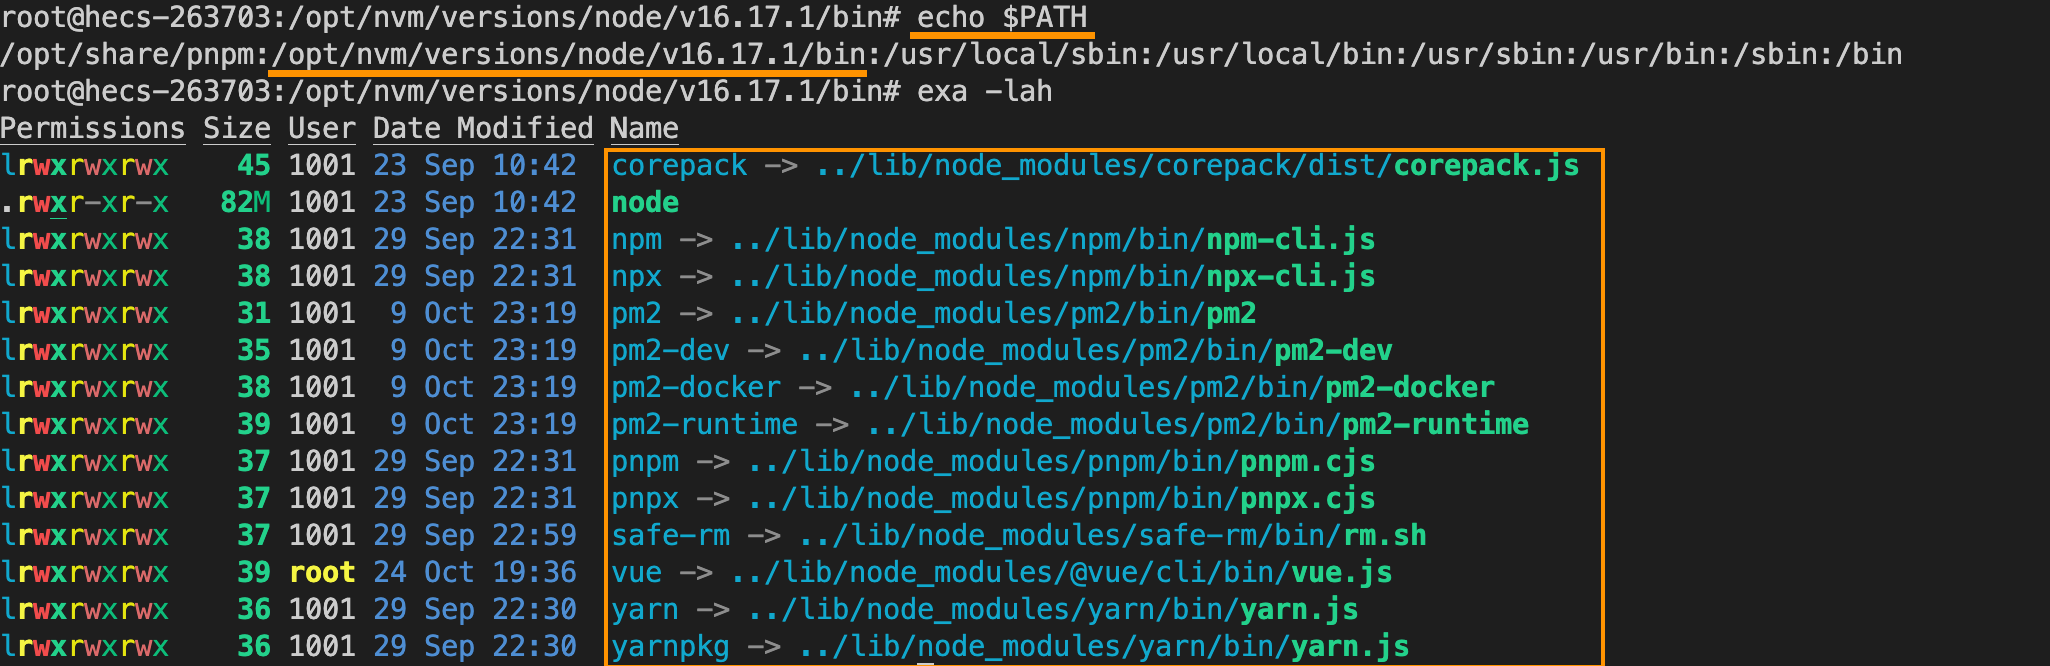 root@hecs-263703:/opt/nvm/versions/node/v16.17.1/bin# echo $PATH
/opt/share/pnpm:/opt/nvm/versions/node/v16.17.1/bin:/usr/local/sbin:/usr/local/bin:/usr/sbin:/usr/bin:/sbin:/bin
root@hecs-263703:/opt/nvm/versions/node/v16.17.1/bin# exa -lah
Permissions Size User Date Modified Name
lrwxrwxrwx    45 1001 23 Sep 10:42  corepack -> ../lib/node_modules/corepack/dist/corepack.js
.rwxr-xr-x   82M 1001 23 Sep 10:42  node
lrwxrwxrwx    38 1001 29 Sep 22:31  npm -> ../lib/node_modules/npm/bin/npm-cli.js
lrwxrwxrwx    38 1001 29 Sep 22:31  npx -> ../lib/node_modules/npm/bin/npx-cli.js
lrwxrwxrwx    31 1001  9 Oct 23:19  pm2 -> ../lib/node_modules/pm2/bin/pm2
lrwxrwxrwx    35 1001  9 Oct 23:19  pm2-dev -> ../lib/node_modules/pm2/bin/pm2-dev
lrwxrwxrwx    38 1001  9 Oct 23:19  pm2-docker -> ../lib/node_modules/pm2/bin/pm2-docker
lrwxrwxrwx    39 1001  9 Oct 23:19  pm2-runtime -> ../lib/node_modules/pm2/bin/pm2-runtime
lrwxrwxrwx    37 1001 29 Sep 22:31  pnpm -> ../lib/node_modules/pnpm/bin/pnpm.cjs
lrwxrwxrwx    37 1001 29 Sep 22:31  pnpx -> ../lib/node_modules/pnpm/bin/pnpx.cjs
lrwxrwxrwx    37 1001 29 Sep 22:59  safe-rm -> ../lib/node_modules/safe-rm/bin/rm.sh
lrwxrwxrwx    39 root 24 Oct 19:36  vue -> ../lib/node_modules/@vue/cli/bin/vue.js
lrwxrwxrwx    36 1001 29 Sep 22:30  yarn -> ../lib/node_modules/yarn/bin/yarn.js
lrwxrwxrwx    36 1001 29 Sep 22:30  yarnpkg -> ../lib/node_modules/yarn/bin/yarn.js